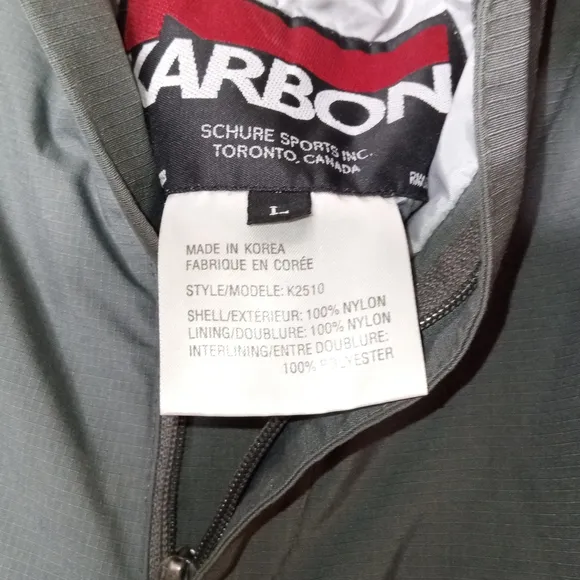 KARBON
SCHURE SPORTS INC.
TORONTO, CANADA
L
MADE IN KOREA
FABRIQUE EN CORÉE
STYLE/MODELE: K2510
SHELL/EXTERIEUR: 100% NYLON
LINING/DOUBLURE: 100% NYLON
INTERLINING/ENTRE DOUBLURE:
100% POLYESTER